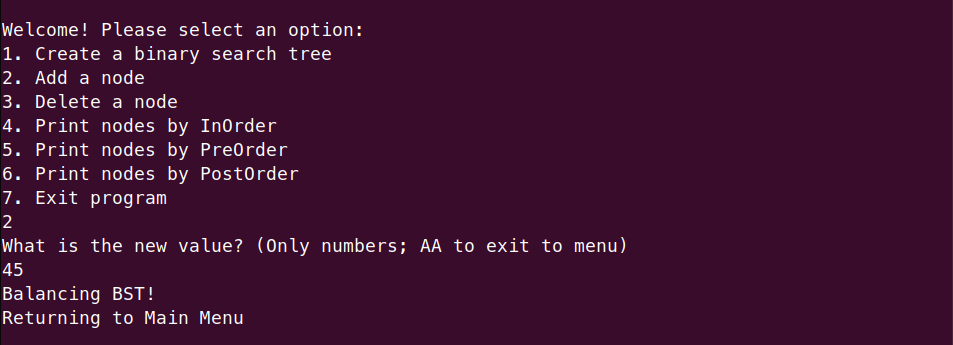 Welcome! Please select an option:
1. Create a binary search tree
2. Add a node
3. Delete a node
4. Print nodes by InOrder
5. Print nodes by PreOrder
6. Print nodes by PostOrder
7. Exit program
2
What is the new value? (Only numbers; AA to exit to menu)
45
Balancing BST!
Returning to Main Menu